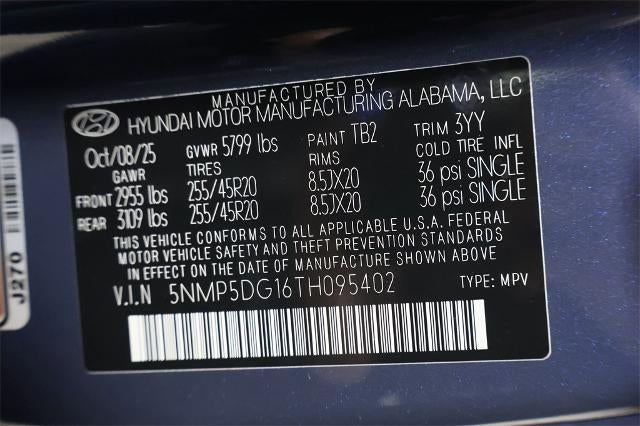 MANUFACTURED BY
HYUNDAI MOTOR MANUFACTURING ALABAMA, LLC
Oct/08/25 GVWR 5799 lbs PAINT TB2 TRIM 3YY
GAWR TIRES RIMS COLD TIRE INFL
FRONT 2955 lbs 255/45R20 8.5JX20 36 psi SINGLE
REAR 3109 lbs 255/45R20 8.5JX20 36 psi SINGLE
THIS VEHICLE CONFORMS TO ALL APPLICABLE U.S.A. FEDERAL
MOTOR VEHICLE SAFETY AND THEFT PREVENTION STANDARDS
IN EFFECT ON THE DATE OF MANUFACTURE SHOWN ABOVE
V.I.N 5NMP5DG16TH095402 TYPE: MPV
J270